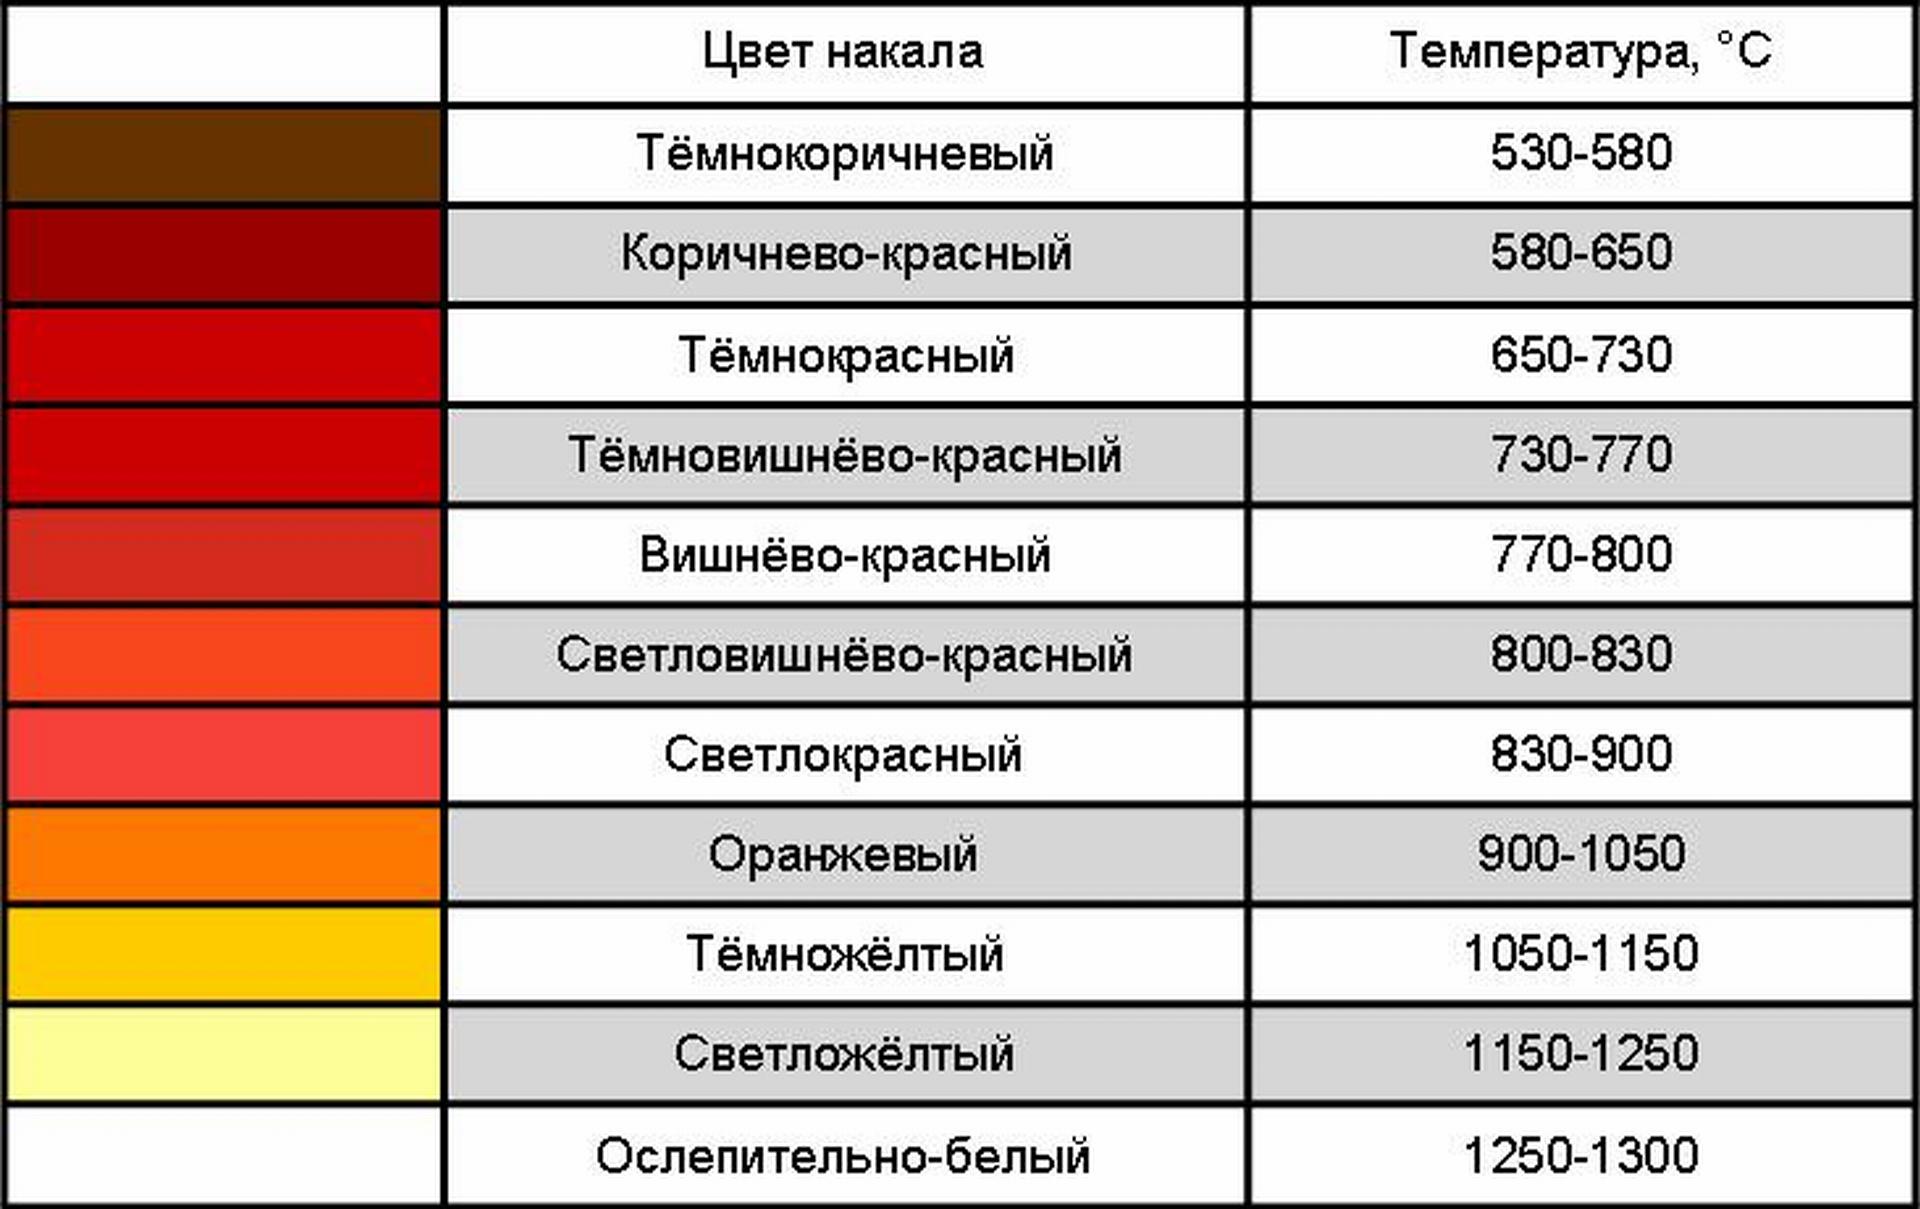 Цвет накала Температура, °C
Тёмнокоричневый 530-580
Коричнево-красный 580-650
Тёмнокрасный 650-730
Тёмновишнёво-красный 730-770
Вишнёво-красный 770-800
Световишнёво-красный 800-830
Светлокрасный 830-900
Оранжевый 900-1050
Тёмножёлтый 1050-1150
Светложёлтый 1150-1250
Ослепительно-белый 1250-1300